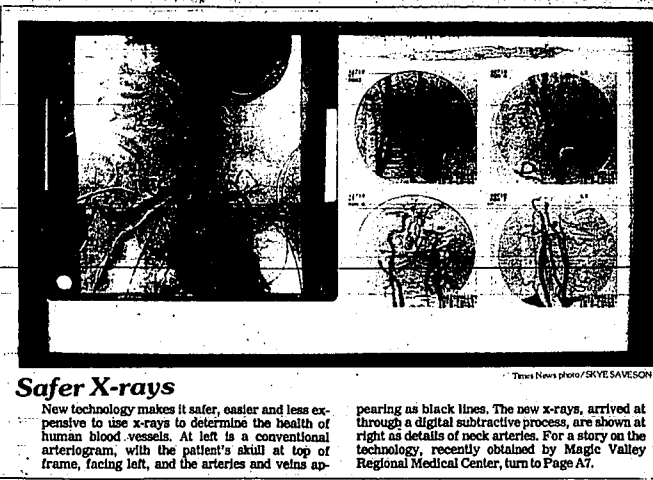 Times News photo/SKYE SAVESON
Safer X-rays
New technology makes it safer, easier and less ex-
pensive to use x-rays to determine the health of
human blood vessels. At left is a conventional
arteriogram, with the patient's skull at top of
frame, facing left, and the arteries and veins ap-
pearing as black lines. The new x-rays, arrived at
through a digital subtractive process, are shown at
right as details of neck arteries. For a story on the
technology, recently obtained by Magic Valley
Regional Medical Center, turn to Page A7.